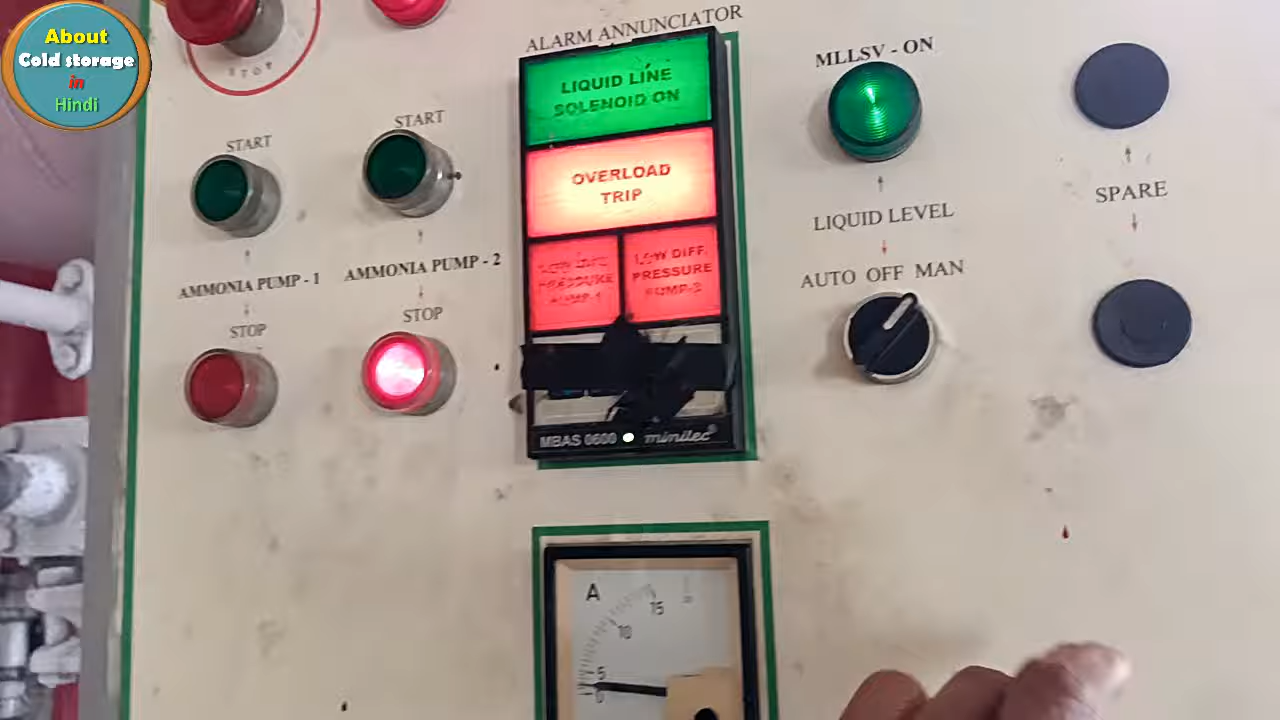 About
Cold storage
in
Hindi
STOP
ALARM ANNUNCIATOR
LIQUID LINE
SOLENOID ON
OVERLOAD
TRIP
LOW DIFF.
PRESSURE
PUMP-1
LOW DIFF.
PRESSURE
PUMP-2
MBAS 0600 minilec
START
START
AMMONIA PUMP - 1
AMMONIA PUMP - 2
STOP
STOP
MLLSV - ON
LIQUID LEVEL
AUTO OFF MAN
SPARE
A
15
10
5
0